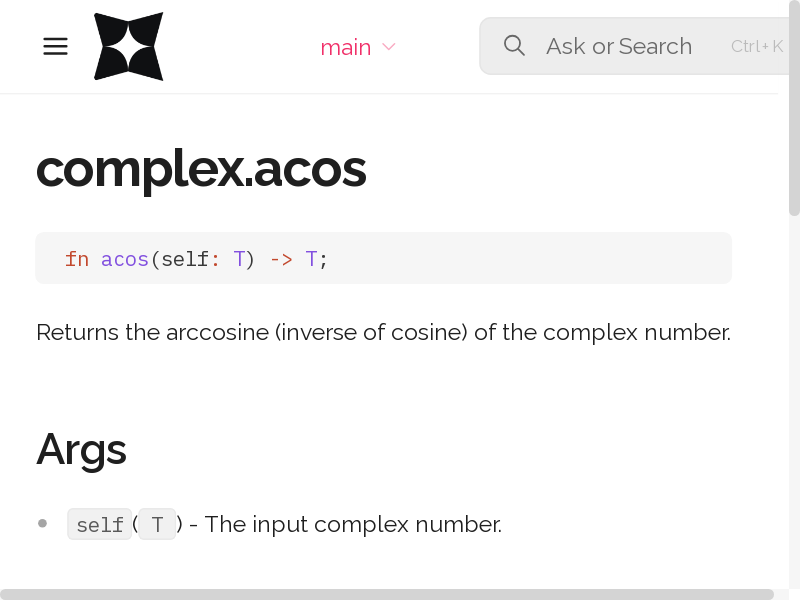 main
Ask or Search
Ctrl+K
complex.acos
fn acos(self: T) -> T;
Returns the arccosine (inverse of cosine) of the complex number.
Args
self(T) - The input complex number.